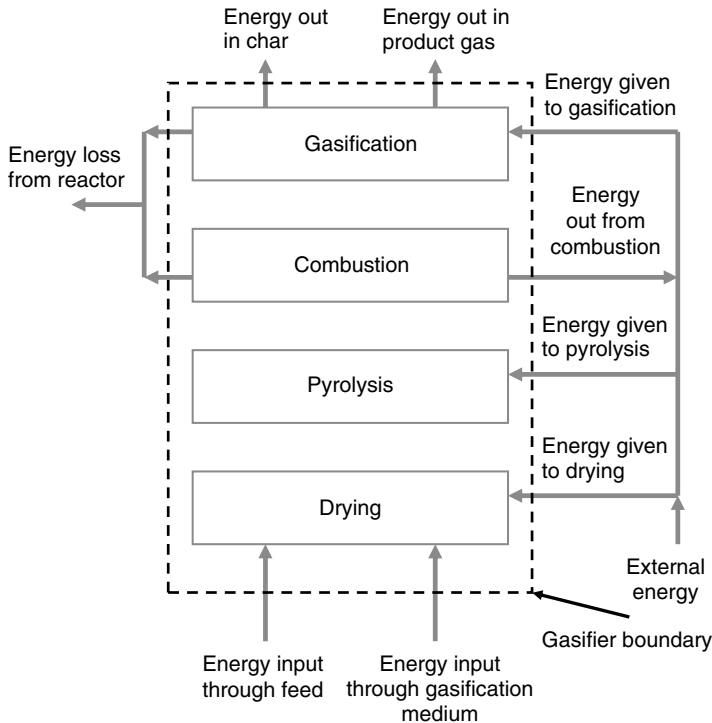 Energy out
in char
Energy out in
product gas
Energy given
to gasification
Gasification
Energy loss
from reactor
Energy
out from
combustion
Combustion
Energy given
to pyrolysis
Pyrolysis
Energy given
to drying
Drying
External
energy
Gasifier boundary
Energy input
through feed
Energy input
through gasification
medium